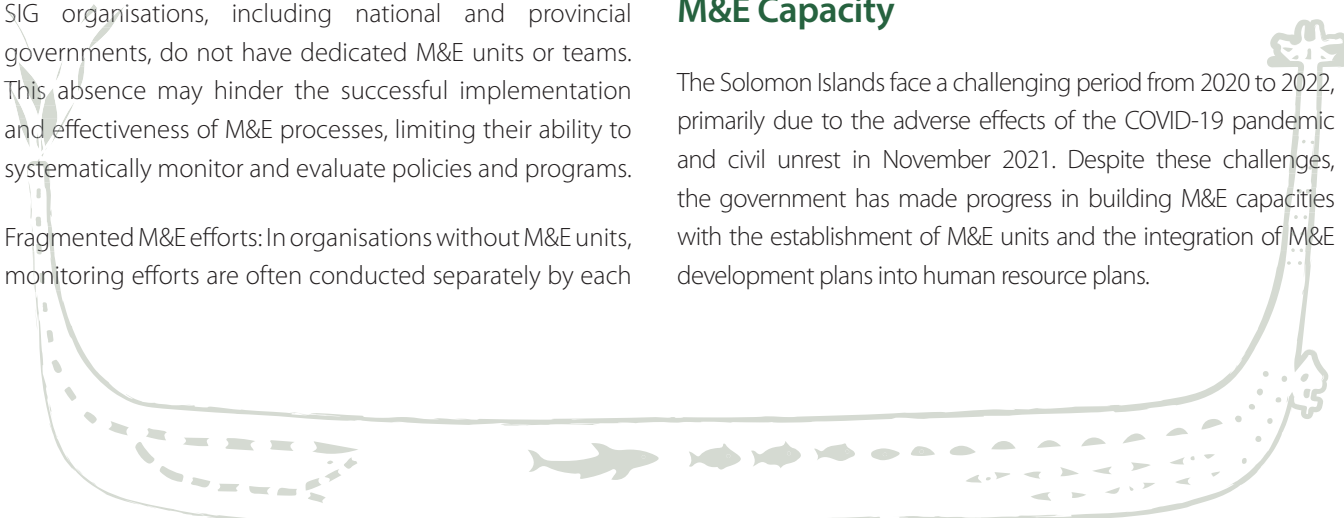 SIG organisations, including national and provincial
governments, do not have dedicated M&E units or teams.
This absence may hinder the successful implementation
and effectiveness of M&E processes, limiting their ability to
systematically monitor and evaluate policies and programs.
Fragmented M&E efforts: In organisations without M&E units,
monitoring efforts are often conducted separately by each
M&E Capacity
The Solomon Islands face a challenging period from 2020 to 2022,
primarily due to the adverse effects of the COVID-19 pandemic
and civil unrest in November 2021. Despite these challenges,
the government has made progress in building M&E capacities
with the establishment of M&E units and the integration of M&E
development plans into human resource plans.